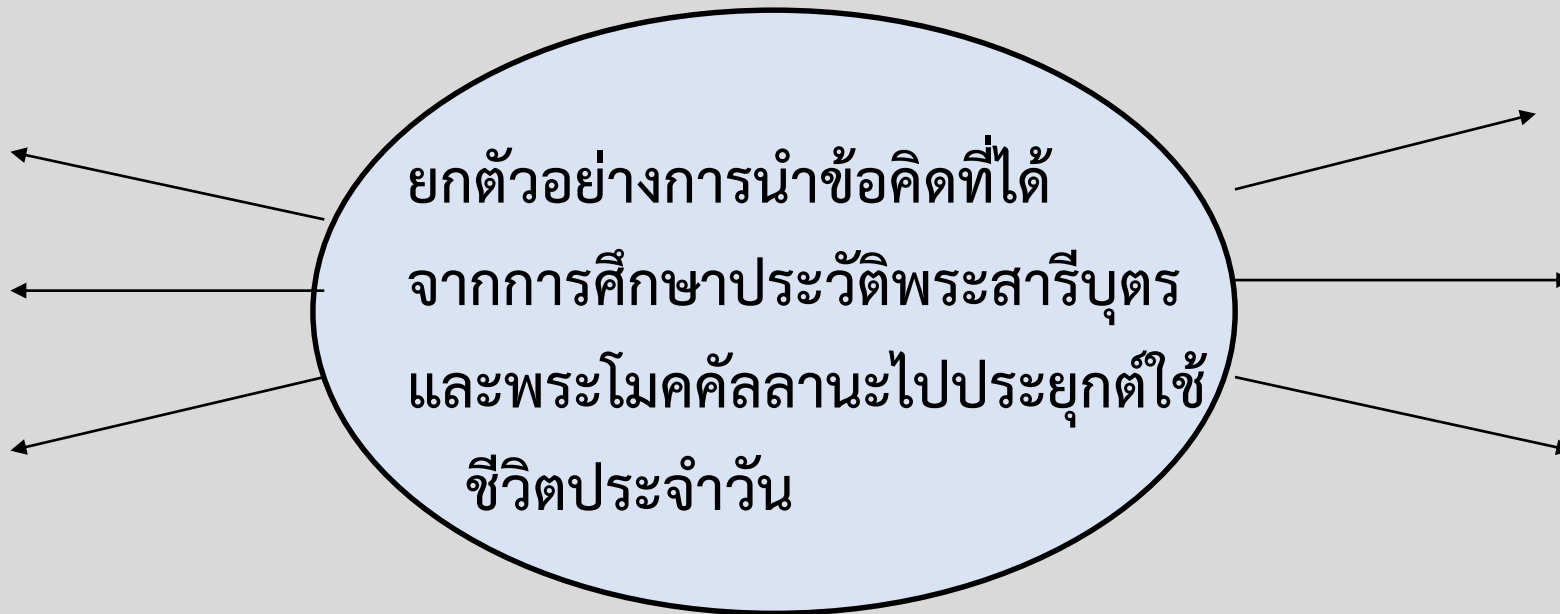 ยกตัวอย่างการนำข้อคิดที่ได้
จากการศึกษาประวัติพระสารีบุตร
และพระโมคคัลลานะไปประยุกต์ใช้
ชีวิตประจำวัน